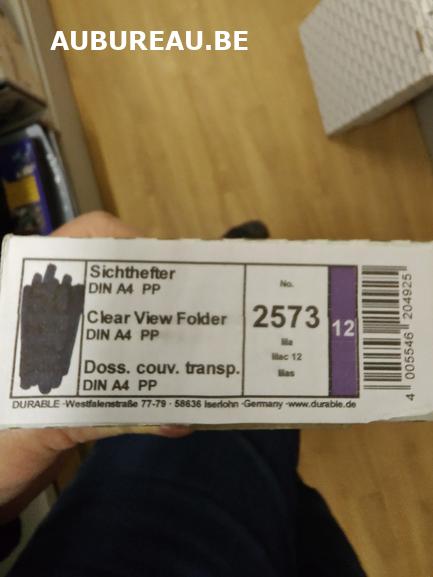 AUBUREAU.BE
Sichthefter
DIN A4 PP
Clear View Folder
DIN A4 PP
Doss. couv. transp.
DIN A4 PP
No.
2573
lila
lilac 12
lilas
12
4 005546 204925
DURABLE ·Westfalenstraße 77-79 · 58636 Iserlohn ·Germany ·www.durable.de